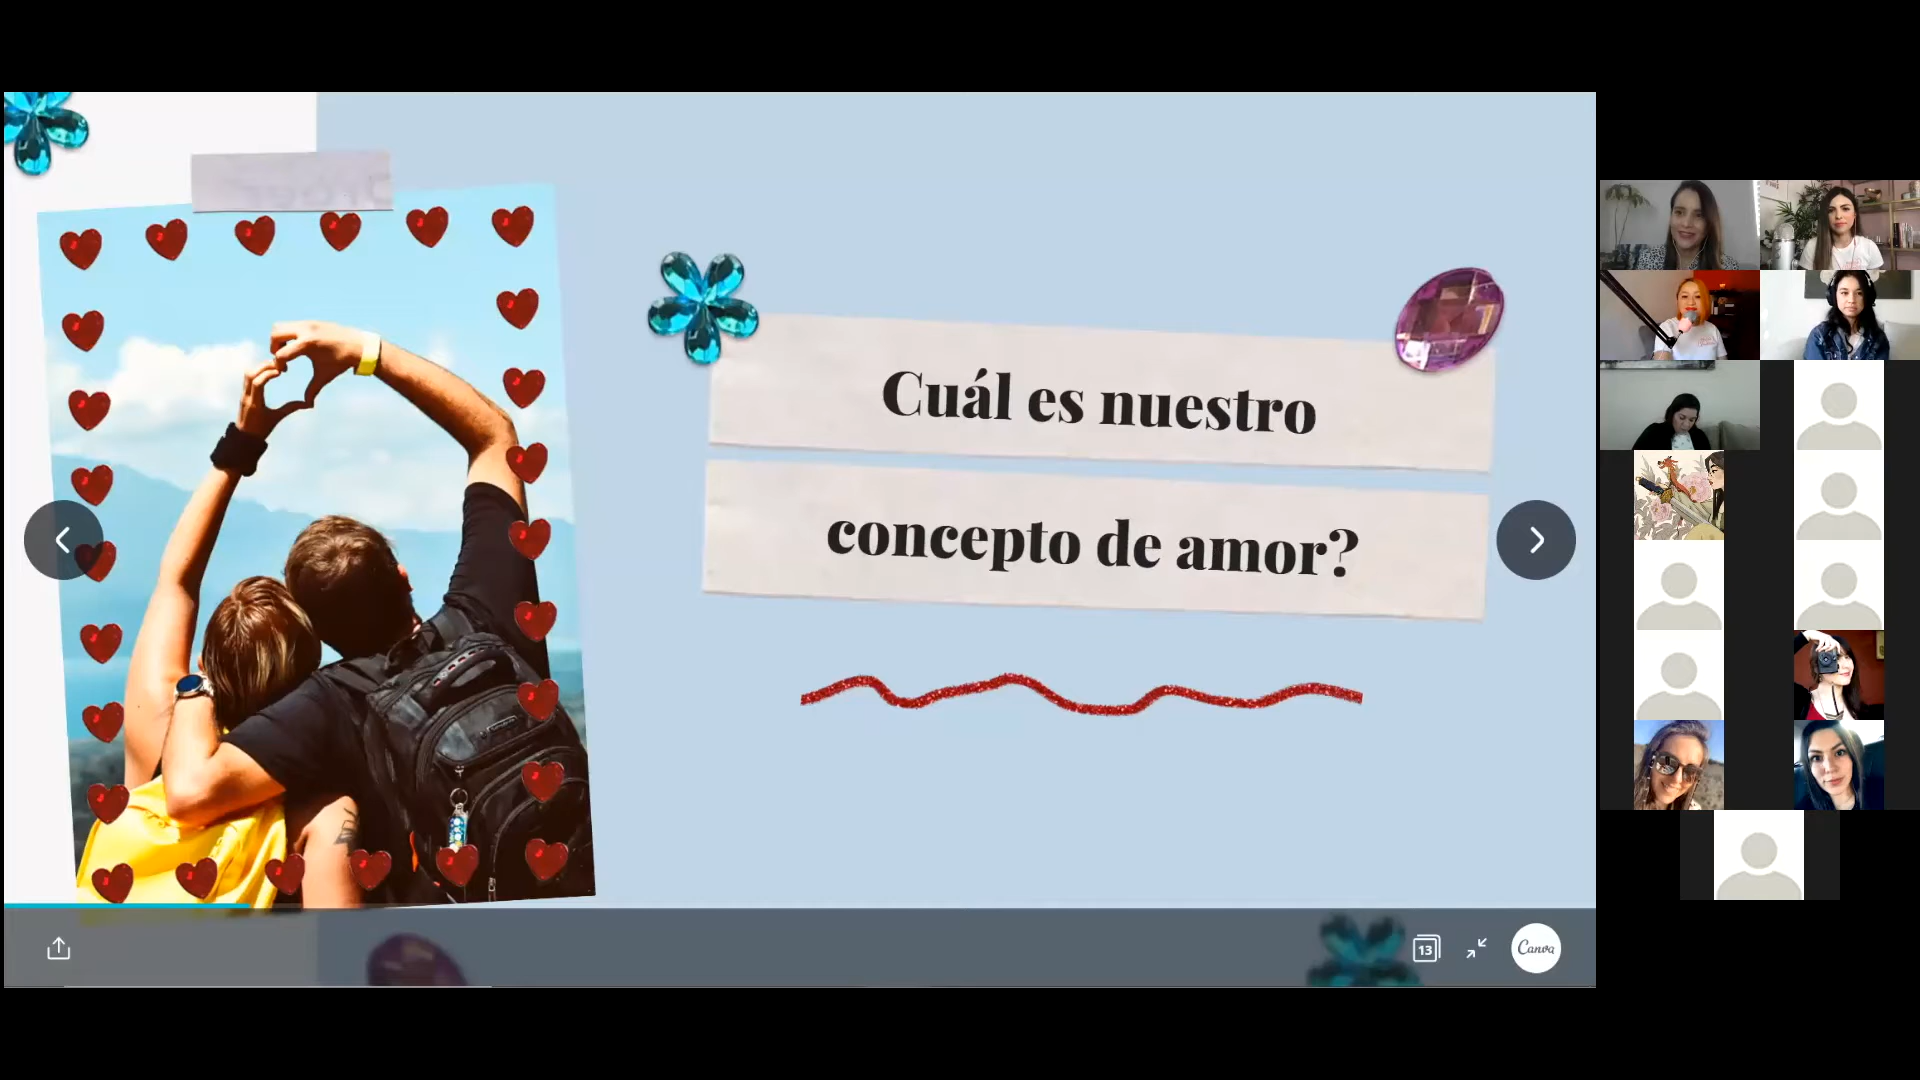 Cuál es nuestro
concepto de amor?
13
Canva